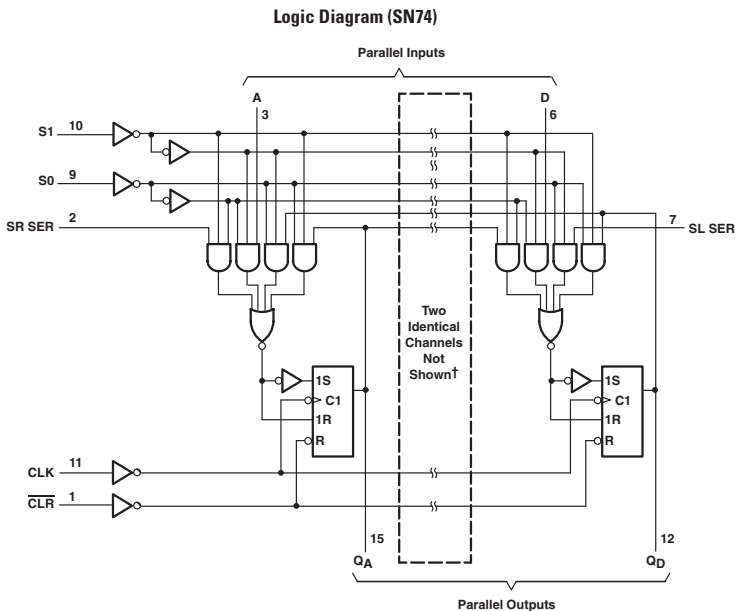 Logic Diagram (SN74)
Parallel Inputs
A
3
D
6
S1
10
S0
9
SR SER
2
7
SL SER
Two
Identical
Channels
Not
Shown†
1S
C1
1R
R
1S
C1
1R
R
CLK
11
CLR
1
15
12
QA
QD
Parallel Outputs